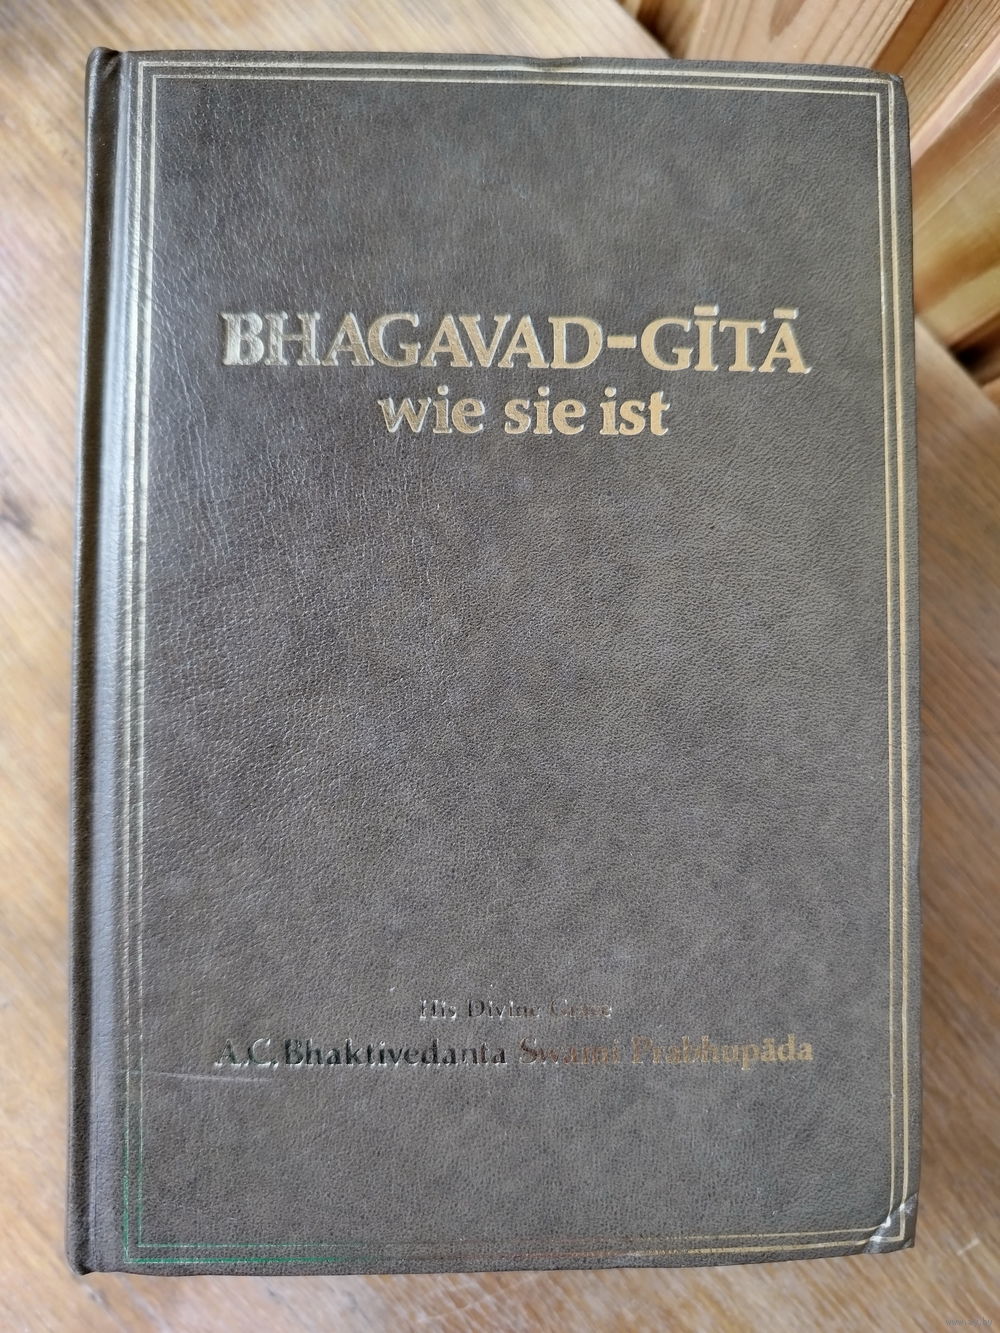 BHAGAVAD-GĪTĀ
wie sie ist
His Divine Grace
A.C. Bhaktivedanta Swami Prabhupāda